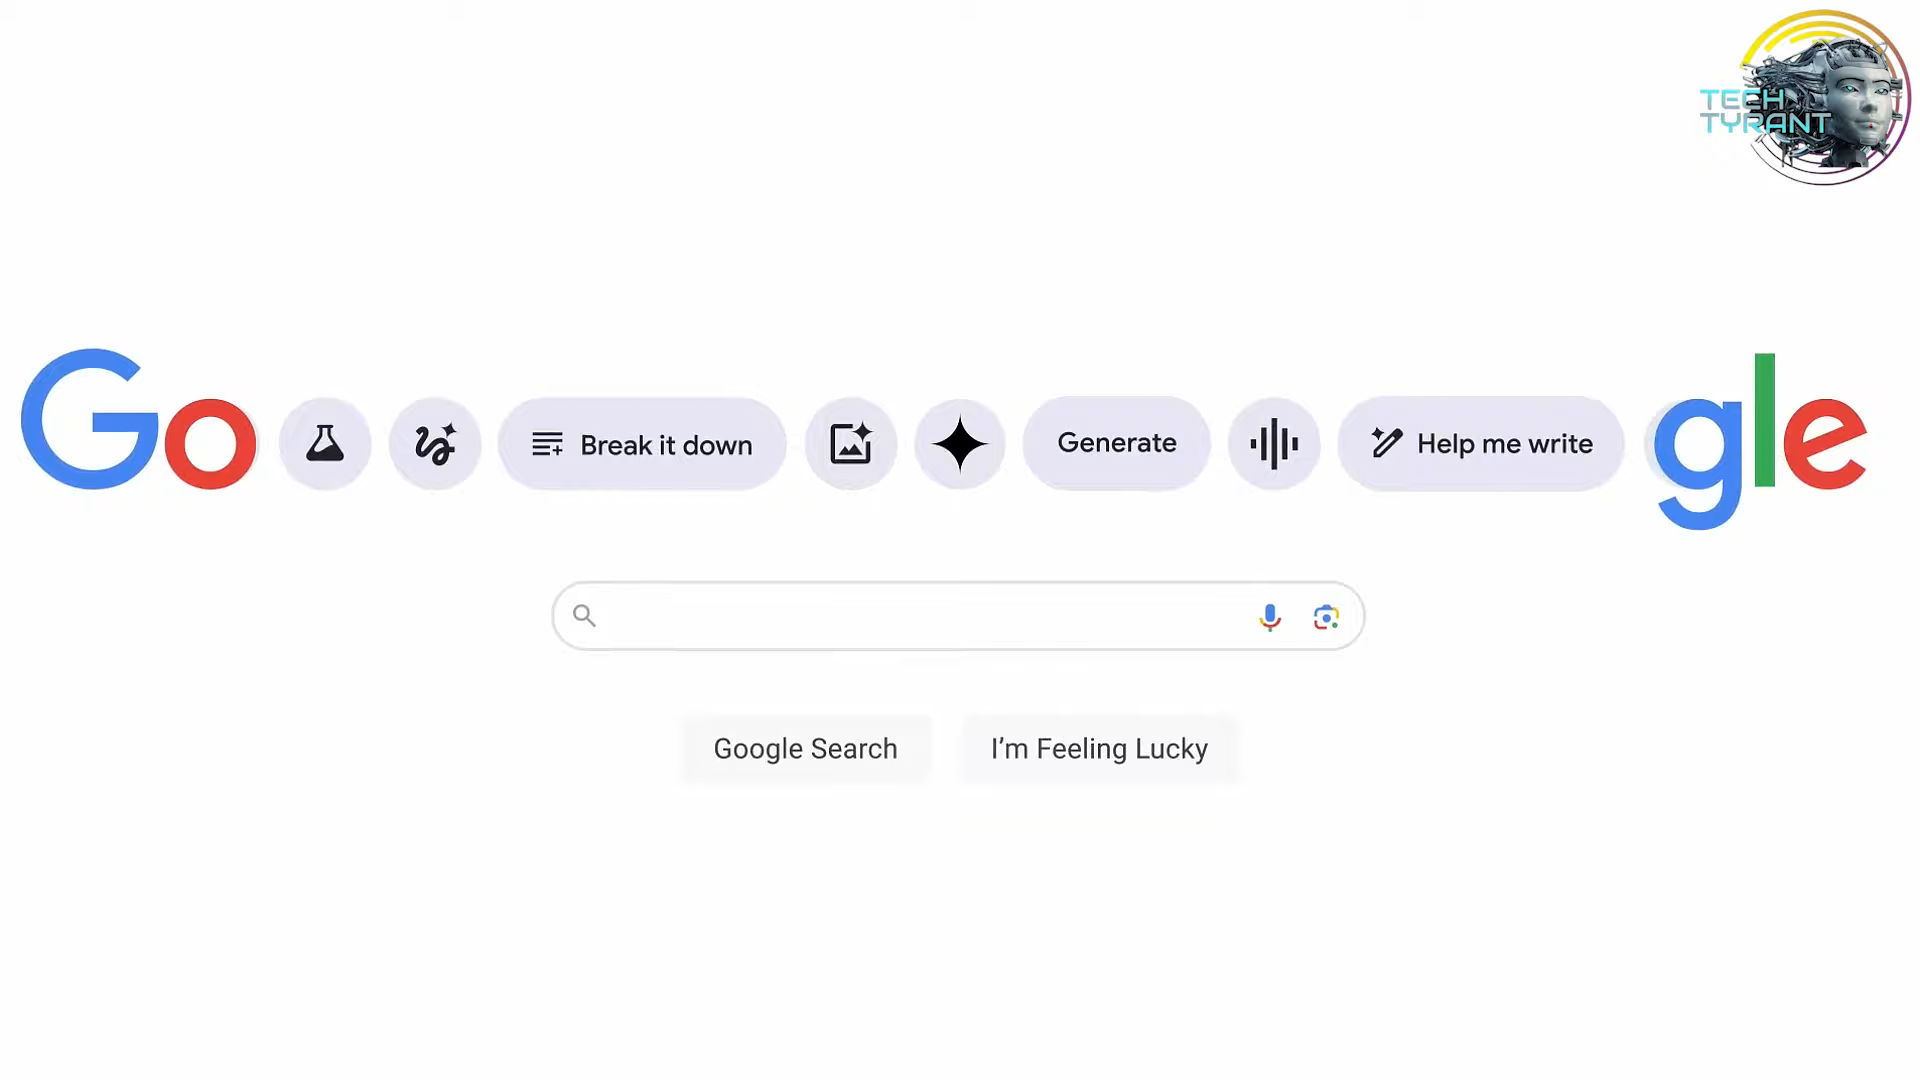 TECH
TYRANT
Go
Break it down
Generate
Help me write
gle
Google Search
I’m Feeling Lucky